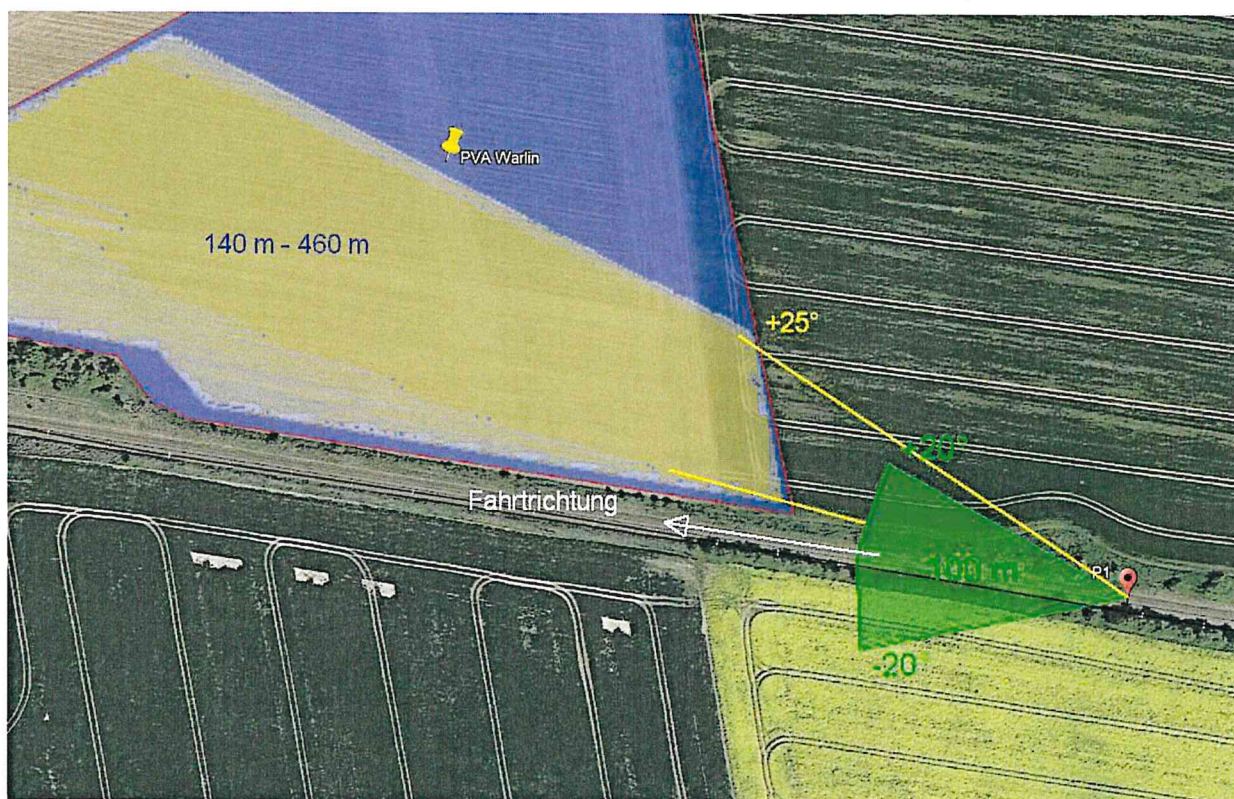 PVA Warlin
140 m - 460 m
+25°
+20°
Fahrtrichtung
100 m
P1
-20°